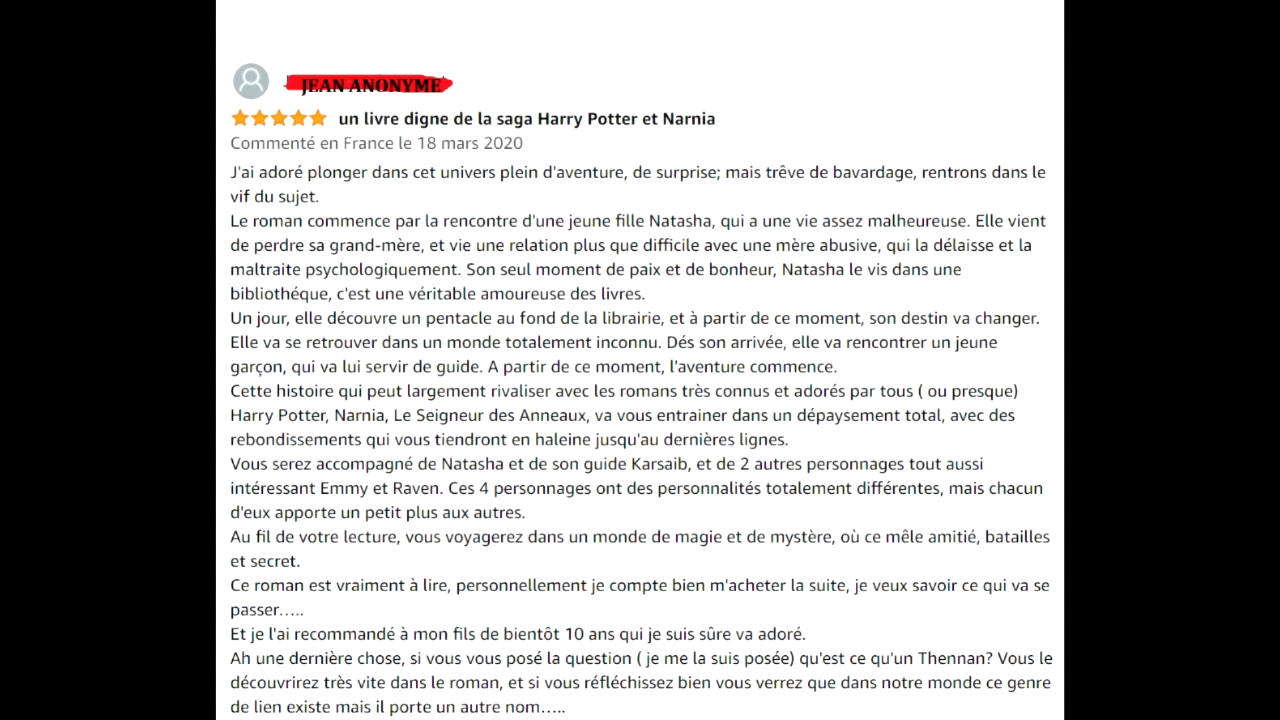 JEAN ANONYME
un livre digne de la saga Harry Potter et Narnia
Commenté en France le 18 mars 2020
J'ai adoré plonger dans cet univers plein d'aventure, de surprise; mais trêve de bavardage, rentrons dans le
vif du sujet.
Le roman commence par la rencontre d'une jeune fille Natasha, qui a une vie assez malheureuse. Elle vient
de perdre sa grand-mère, et vie une relation plus que difficile avec une mère abusive, qui la délaisse et la
maltraite psychologiquement. Son seul moment de paix et de bonheur, Natasha le vis dans une
bibliothéque, c'est une véritable amoureuse des livres.
Un jour, elle découvre un pentacle au fond de la librairie, et à partir de ce moment, son destin va changer.
Elle va se retrouver dans un monde totalement inconnu. Dés son arrivée, elle va rencontrer un jeune
garçon, qui va lui servir de guide. A partir de ce moment, l'aventure commence.
Cette histoire qui peut largement rivaliser avec les romans très connus et adorés par tous ( ou presque)
Harry Potter, Narnia, Le Seigneur des Anneaux, va vous entrainer dans un dépaysement total, avec des
rebondissements qui vous tiendront en haleine jusqu'au dernières lignes.
Vous serez accompagné de Natasha et de son guide Karsaib, et de 2 autres personnages tout aussi
intéressant Emmy et Raven. Ces 4 personnages ont des personnalités totalement différentes, mais chacun
d'eux apporte un petit plus aux autres.
Au fil de votre lecture, vous voyagerez dans un monde de magie et de mystère, où ce mêle amitié, batailles
et secret.
Ce roman est vraiment à lire, personnellement je compte bien m'acheter la suite, je veux savoir ce qui va se
passer.....
Et je l'ai recommandé à mon fils de bientôt 10 ans qui je suis sûre va adoré.
Ah une dernière chose, si vous vous posé la question ( je me la suis posée) qu'est ce qu'un Thennan? Vous le
découvrirez très vite dans le roman, et si vous réfléchissez bien vous verrez que dans notre monde ce genre
de lien existe mais il porte un autre nom.....